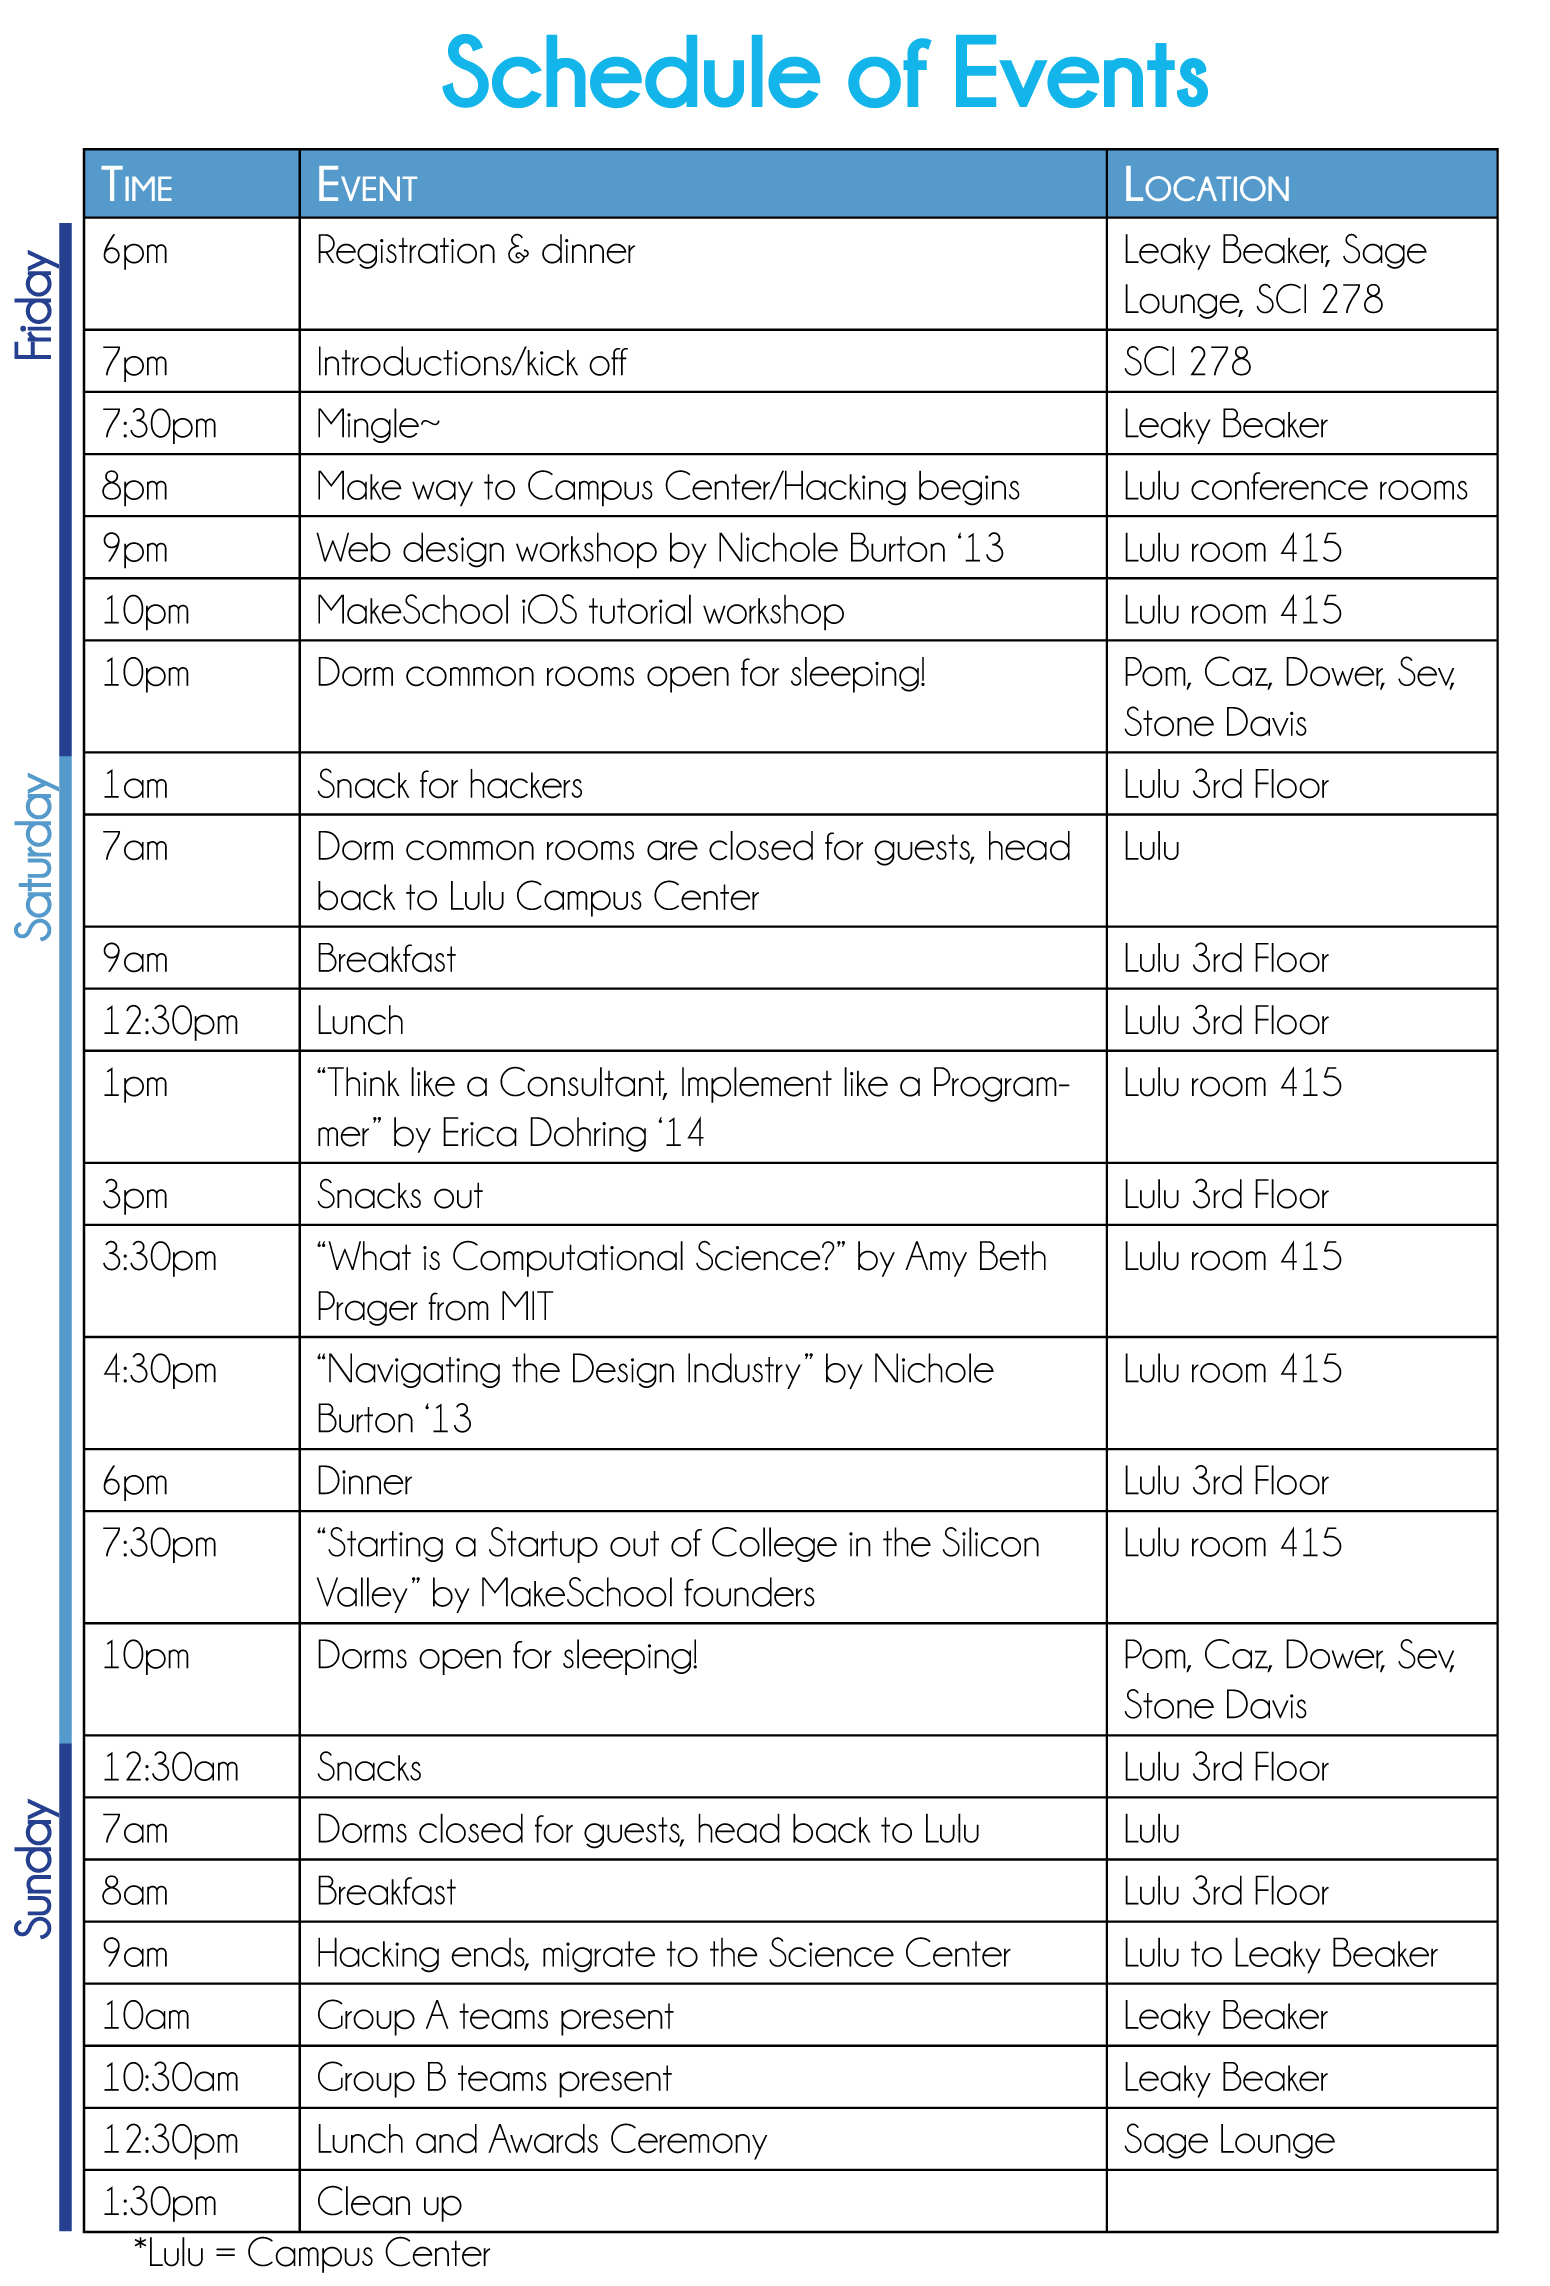 Schedule of Events
Time Event Location
Friday
6pm Registration & dinner Leaky Beaker, Sage
Lounge, SCI 278
7pm Introductions/kick off SCI 278
7:30pm Mingle~ Leaky Beaker
8pm Make way to Campus Center/Hacking begins Lulu conference rooms
9pm Web design workshop by Nichole Burton ‘13 Lulu room 415
10pm MakeSchool iOS tutorial workshop Lulu room 415
10pm Dorm common rooms open for sleeping! Pom, Caz, Dower, Sev,
Stone Davis
Saturday
1am Snack for hackers Lulu 3rd Floor
7am Dorm common rooms are closed for guests, head Lulu
back to Lulu Campus Center
9am Breakfast Lulu 3rd Floor
12:30pm Lunch Lulu 3rd Floor
1pm “Think like a Consultant, Implement like a Program- Lulu room 415
mer” by Erica Dohring ‘14
3pm Snacks out Lulu 3rd Floor
3:30pm “What is Computational Science?” by Amy Beth Lulu room 415
Prager from MIT
4:30pm “Navigating the Design Industry” by Nichole Lulu room 415
Burton ‘13
6pm Dinner Lulu 3rd Floor
7:30pm “Starting a Startup out of College in the Silicon Lulu room 415
Valley” by MakeSchool founders
10pm Dorms open for sleeping! Pom, Caz, Dower, Sev,
Stone Davis
Sunday
12:30am Snacks Lulu 3rd Floor
7am Dorms closed for guests, head back to Lulu Lulu
8am Breakfast Lulu 3rd Floor
9am Hacking ends, migrate to the Science Center Lulu to Leaky Beaker
10am Group A teams present Leaky Beaker
10:30am Group B teams present Leaky Beaker
12:30pm Lunch and Awards Ceremony Sage Lounge
1:30pm Clean up
*Lulu = Campus Center